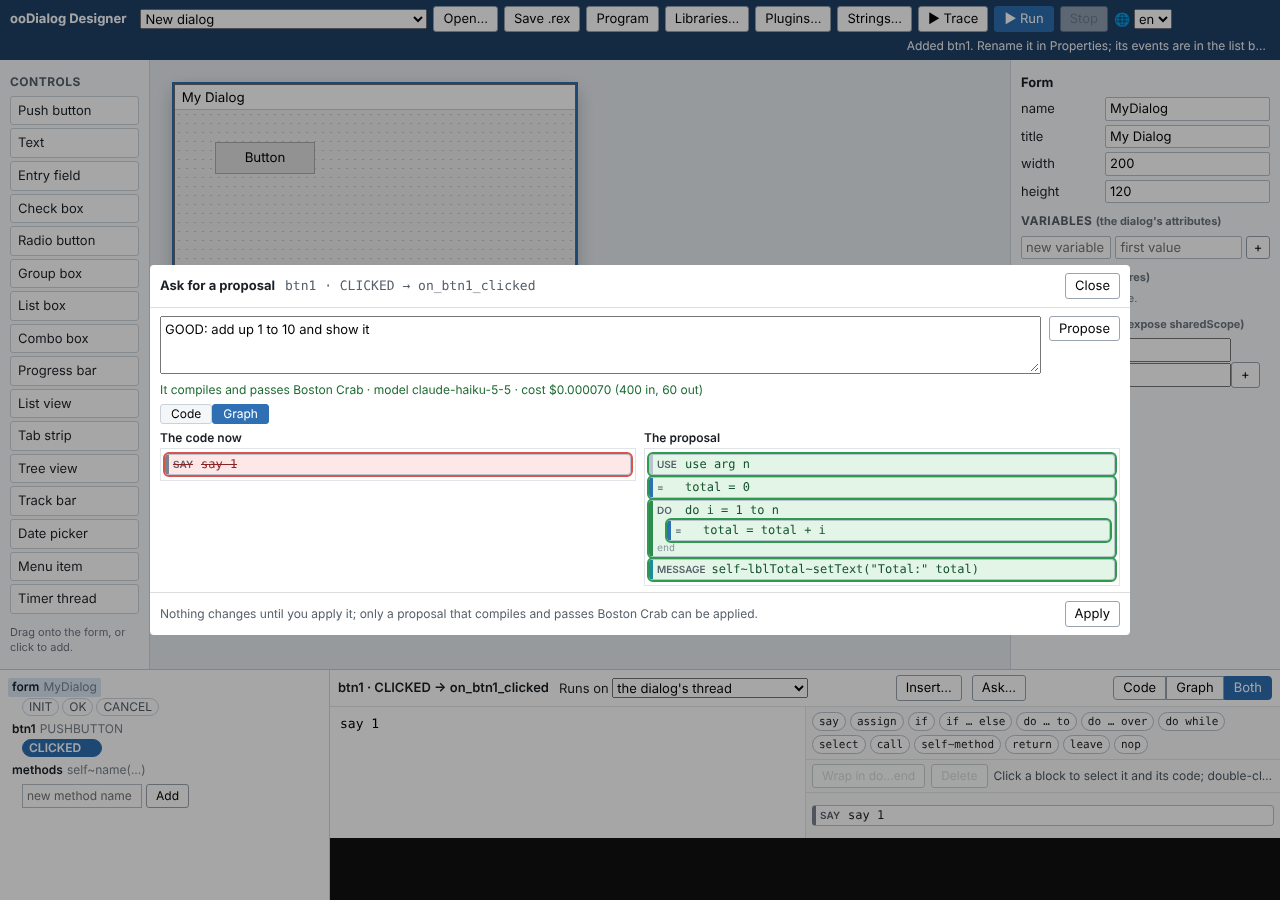 ooDialog Designer New dialog Open... Save .rex Program Libraries... Plugins... Strings... ▶ Trace ▶ Run Stop 🌐 en
Added btn1. Rename it in Properties; its events are in the list b...
CONTROLS
Push button
Text
Entry field
Check box
Radio button
Group box
List box
Combo box
Progress bar
List view
Tab strip
Tree view
Track bar
Date picker
Menu item
Timer thread
Drag onto the form, or
click to add.
My Dialog
Button
Form
name MyDialog
title My Dialog
width 200
height 120
VARIABLES (the dialog's attributes)
new variable first value +
res)
e.
expose sharedScope)
+
Ask for a proposal btn1 · CLICKED → on_btn1_clicked Close
GOOD: add up 1 to 10 and show it Propose
It compiles and passes Boston Crab · model claude-haiku-5-5 · cost $0.000070 (400 in, 60 out)
Code Graph
The code now
SAY say 1
The proposal
USE use arg n
= total = 0
DO do i = 1 to n
= total = total + i
end
MESSAGE self~lblTotal~setText("Total:" total)
Nothing changes until you apply it; only a proposal that compiles and passes Boston Crab can be applied. Apply
form MyDialog
INIT OK CANCEL
btn1 PUSHBUTTON
CLICKED
methods self~name(...)
new method name Add
btn1 · CLICKED → on_btn1_clicked Runs on the dialog's thread Insert... Ask... Code Graph Both
say 1
say assign if if … else do … to do … over do while
select call self~method return leave nop
Wrap in do...end Delete Click a block to select it and its code; double-cl...
SAY say 1